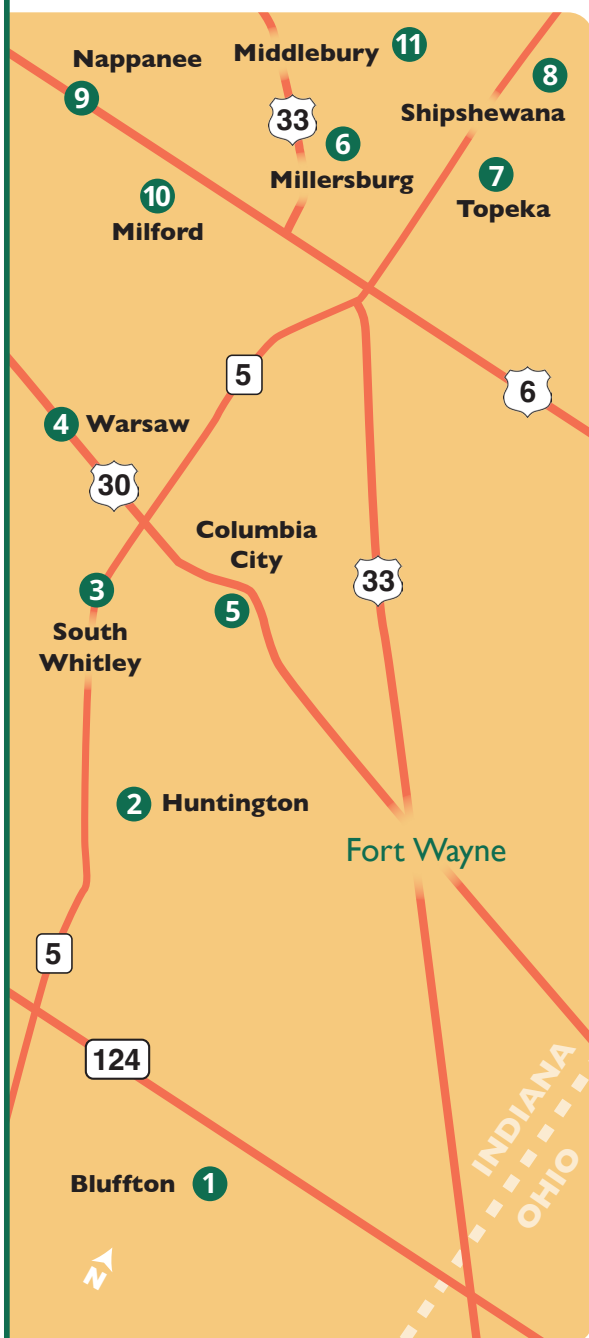 Nappanee
Middlebury 11
9
8
33
Shipshewana
6
Millersburg
7
Topeka
10
Milford
5
6
4 Warsaw
30
Columbia
City
33
3
5
South
Whitley
2 Huntington
Fort Wayne
5
124
INDIANA
OHIO
Bluffton 1
N